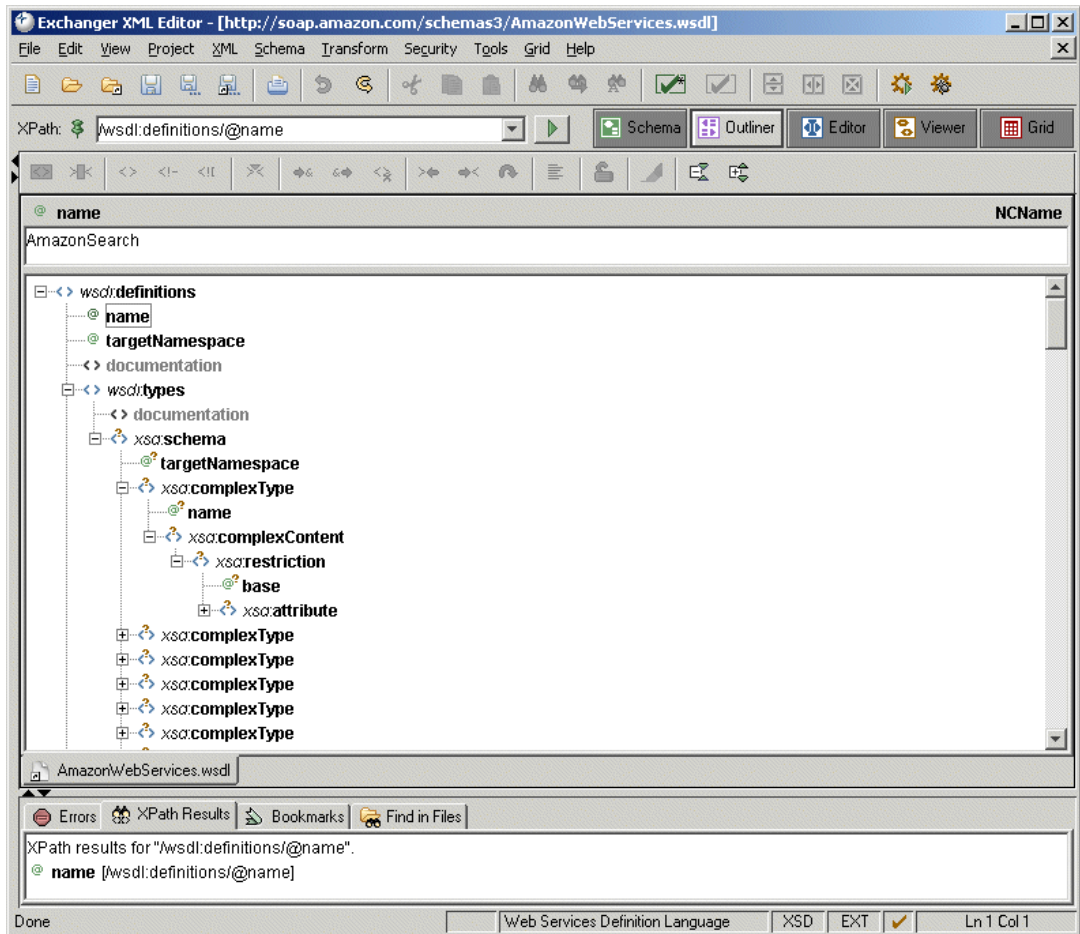 Exchanger XML Editor - [http://soap.amazon.com/schemas3/AmazonWebServices.wsdl]
File Edit View Project XML Schema Transform Security Tools Grid Help
XPath: /wsdl:definitions/@name Schema Outliner Editor Viewer Grid
@ name NCName
AmazonSearch
wsdl:definitions
@ name
@ targetNamespace
documentation
wsdl:types
documentation
xsd:schema
@? targetNamespace
xsd:complexType
@? name
xsd:complexContent
xsd:restriction
@? base
xsd:attribute
xsd:complexType
xsd:complexType
xsd:complexType
xsd:complexType
xsd:complexType
AmazonWebServices.wsdl
Errors XPath Results Bookmarks Find in Files
XPath results for "/wsdl:definitions/@name".
@ name [/wsdl:definitions/@name]
Done Web Services Definition Language XSD EXT Ln 1 Col 1